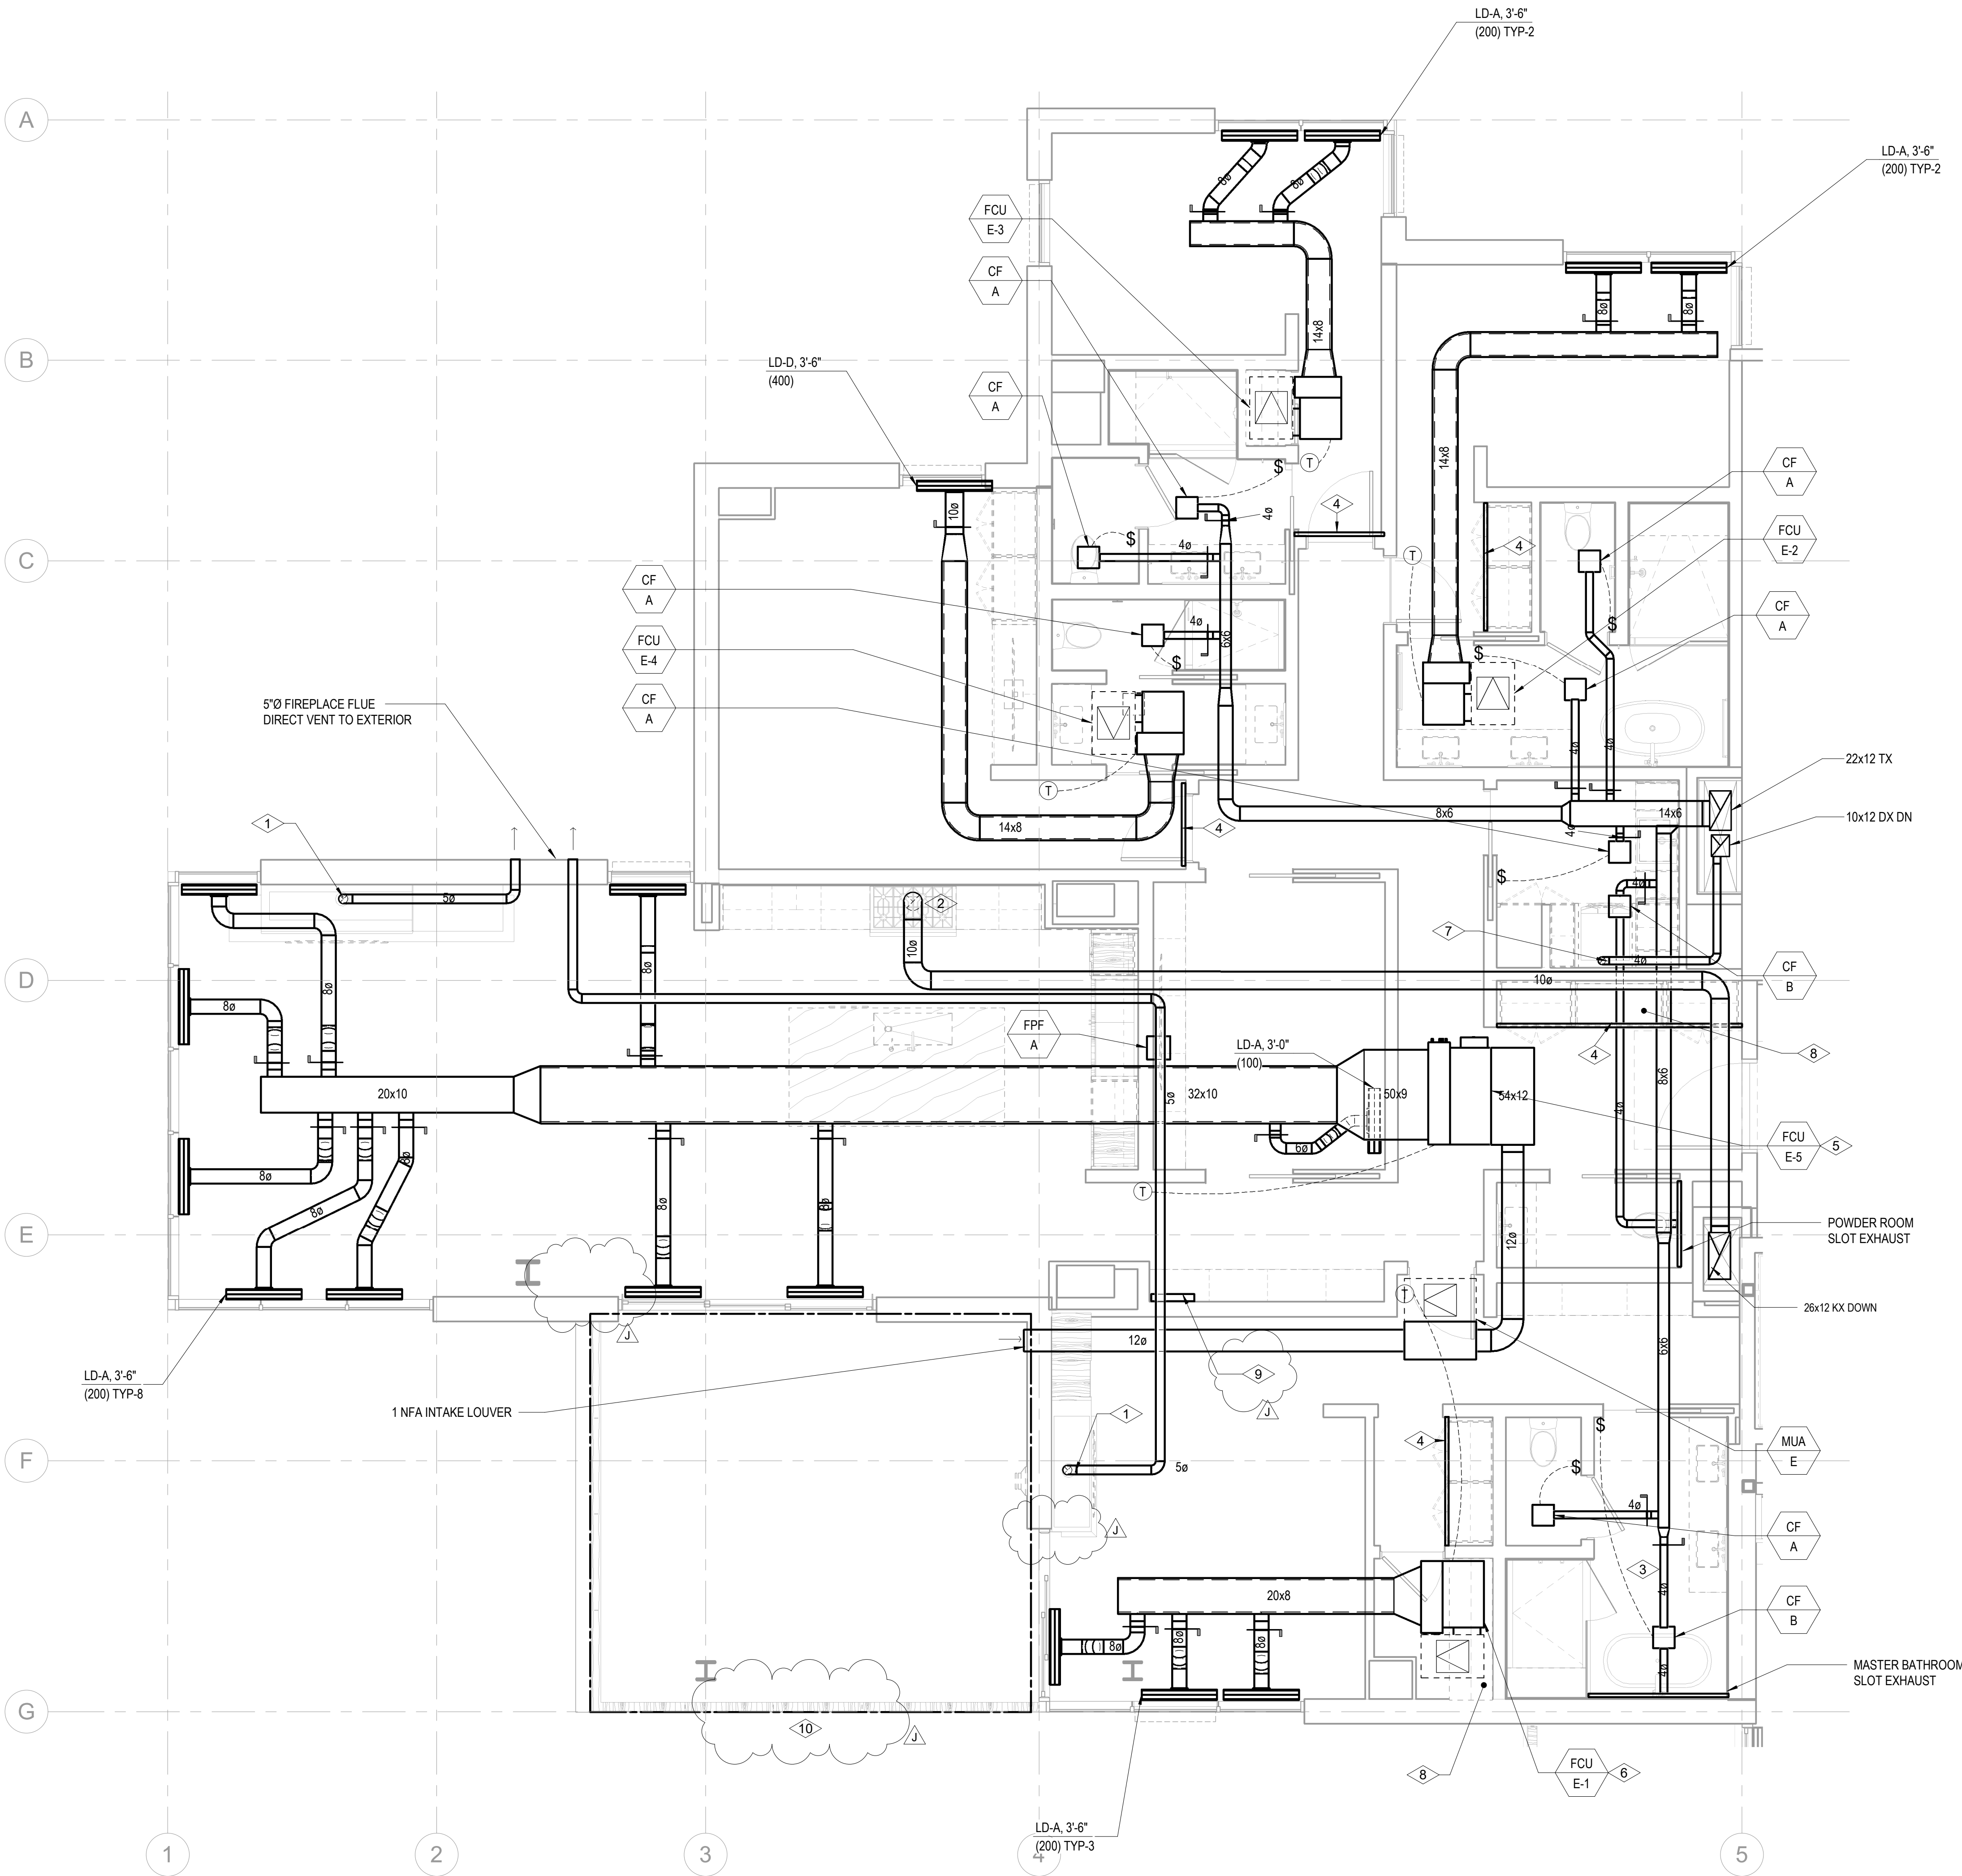 LD-A, 3'-6"
(200) TYP-2
A
LD-A, 3'-6"
(200) TYP-2
8ø
8ø
FCU
E-3
CF
A
8ø
8ø
14x8
B
LD-D, 3'-6"
(400)
CF
A
14x8
T
$
CF
A
10ø
4
4ø
$
4ø
FCU
E-2
4
T
C
CF
A
CF
A
4ø
6x6
$
$
$
FCU
E-4
CF
A
5"Ø FIREPLACE FLUE
DIRECT VENT TO EXTERIOR
4ø
4ø
22x12 TX
T
1
14x8
4
8x6
14x6
10x12 DX DN
4ø
$
5ø
4ø
2
7
10ø
8ø
4ø
CF
B
D
8ø
8ø
10ø
FPF
A
LD-A, 3'-0"
(100)
4
8
20x10
5ø
32x10
50x9
54x12
8x6
4ø
FCU
E-5
5
6ø
8ø
8ø
T
8ø
8ø
8ø
E
12ø
POWDER ROOM
SLOT EXHAUST
T
26x12 KX DOWN
J
12ø
6x6
LD-A, 3'-6"
(200) TYP-8
9
1 NFA INTAKE LOUVER
J
1
4
$
MUA
E
F
5ø
$
4ø
J
CF
A
3
20x8
4ø
CF
B
8ø
8ø
8ø
4ø
MASTER BATHROOM
SLOT EXHAUST
G
10
J
8
FCU
E-1
6
LD-A, 3'-6"
(200) TYP-3
1
2
3
4
5